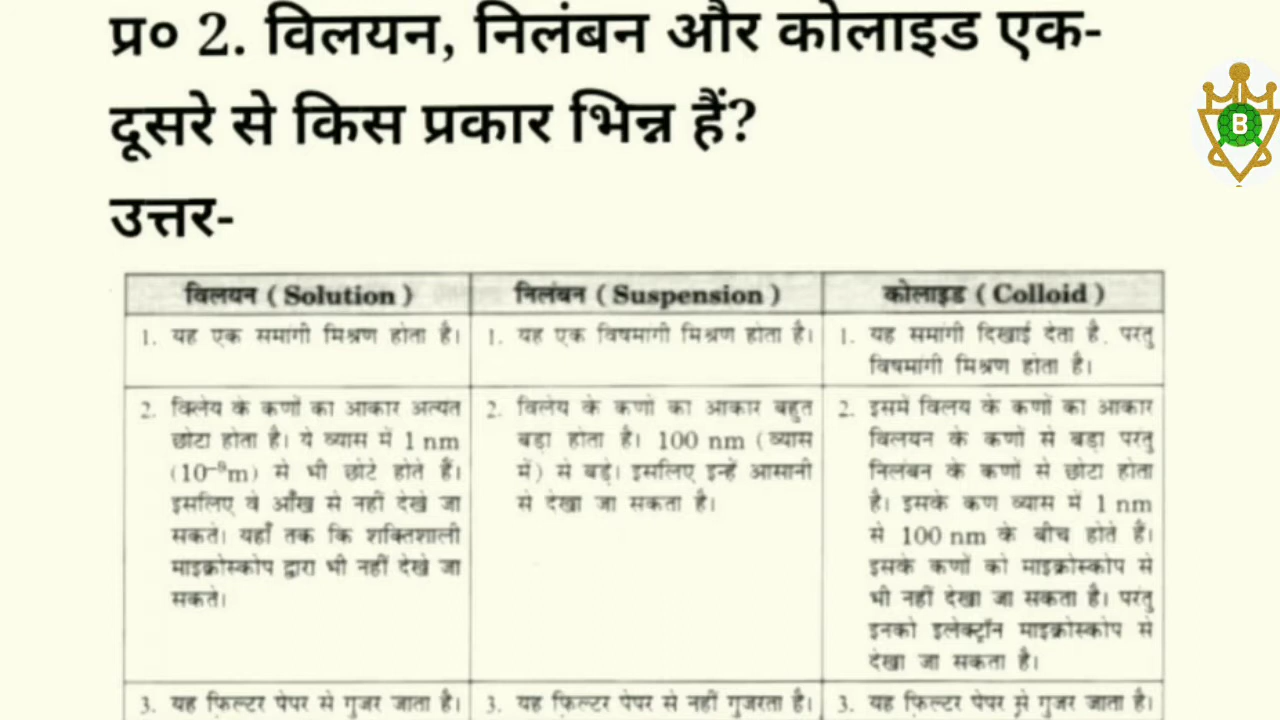 प्र० 2. विलयन, निलंबन और कोलाइड एक-
दूसरे से किस प्रकार भिन्न हैं?
B
उत्तर-
विलयन ( Solution )
निलंबन ( Suspension )
कोलाइड ( Colloid )
1. यह एक समांगी मिश्रण होता है।
1. यह एक विषमांगी मिश्रण होता है।
1. यह समांगी दिखाई देता है, परंतु
विषमांगी मिश्रण होता है।
2. विलेय के कणों का आकार अत्यंत
छोटा होता है। ये व्यास में 1 nm
(10⁻⁹m) से भी छोटे होते हैं।
इसलिए वे आँख से नहीं देखे जा
सकते। यहाँ तक कि शक्तिशाली
माइक्रोस्कोप द्वारा भी नहीं देखे जा
सकते।
2. विलेय के कणों का आकार बहुत
बड़ा होता है। 100 nm (व्यास
में) से बड़े। इसलिए इन्हें आसानी
से देखा जा सकता है।
2. इसमें विलय के कणों का आकार
विलयन के कणों से बड़ा परंतु
निलंबन के कणों से छोटा होता
है। इसके कण व्यास में 1 nm
से 100 nm के बीच होते हैं।
इसके कणों को माइक्रोस्कोप से
भी नहीं देखा जा सकता है। परंतु
इनको इलेक्ट्रॉन माइक्रोस्कोप से
देखा जा सकता है।
3. यह फिल्टर पेपर से गुजर जाता है।
3. यह फिल्टर पेपर से नहीं गुजरता है।
3. यह फिल्टर पेपर से गुजर जाता है।